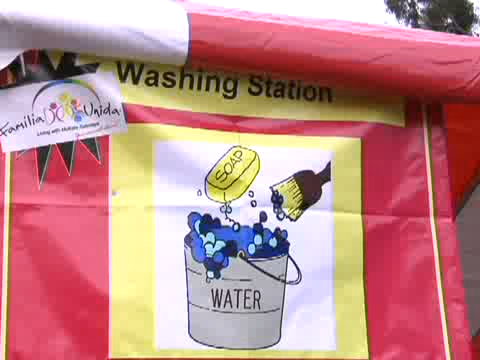 Washing Station
Familia Unida
Living with Multiple Sclerosis
SOAP
WATER